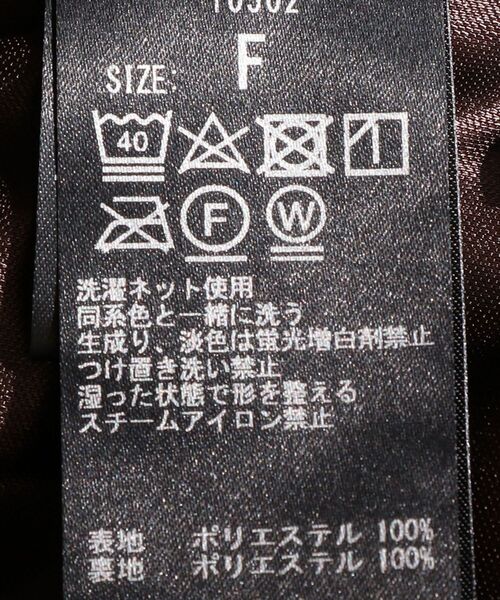 SIZE: F
40
F W
洗濯ネット使用
同系色と一緒に洗う
生成り、淡色は蛍光増白剤禁止
つけ置き洗い禁止
湿った状態で形を整える
スチームアイロン禁止
表地 ポリエステル 100%
裏地 ポリエステル 100%